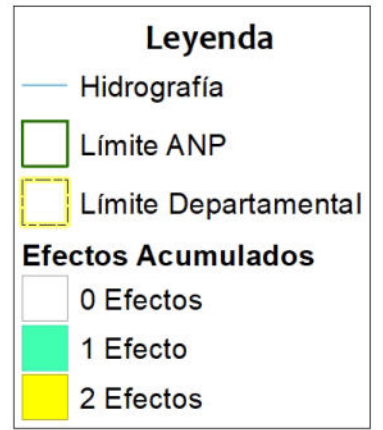 Leyenda
Hidrografía
Límite ANP
Límite Departamental
Efectos Acumulados
0 Efectos
1 Efecto
2 Efectos